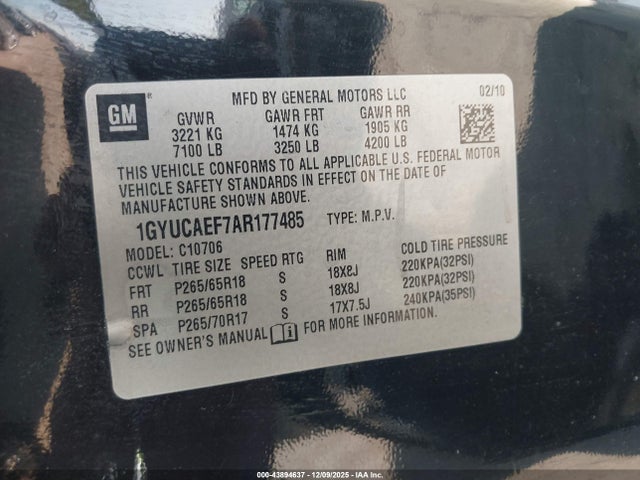 GM
MFD BY GENERAL MOTORS LLC 02/10
GVWR GAWR FRT GAWR RR
3221 KG 1474 KG 1905 KG
7100 LB 3250 LB 4200 LB
THIS VEHICLE CONFORMS TO ALL APPLICABLE U.S. FEDERAL MOTOR
VEHICLE SAFETY STANDARDS IN EFFECT ON THE DATE OF
MANUFACTURE SHOWN ABOVE.
1GYUCAEF7AR177485 TYPE: M.P.V.
MODEL: C10706
CCWL TIRE SIZE SPEED RTG RIM COLD TIRE PRESSURE
FRT P265/65R18 S 18X8J 220KPA(32PSI)
RR P265/65R18 S 18X8J 220KPA(32PSI)
SPA P265/70R17 S 17X7.5J 240KPA(35PSI)
SEE OWNER'S MANUAL FOR MORE INFORMATION.
000-43894637 - 12/09/2025 - IAA Inc.